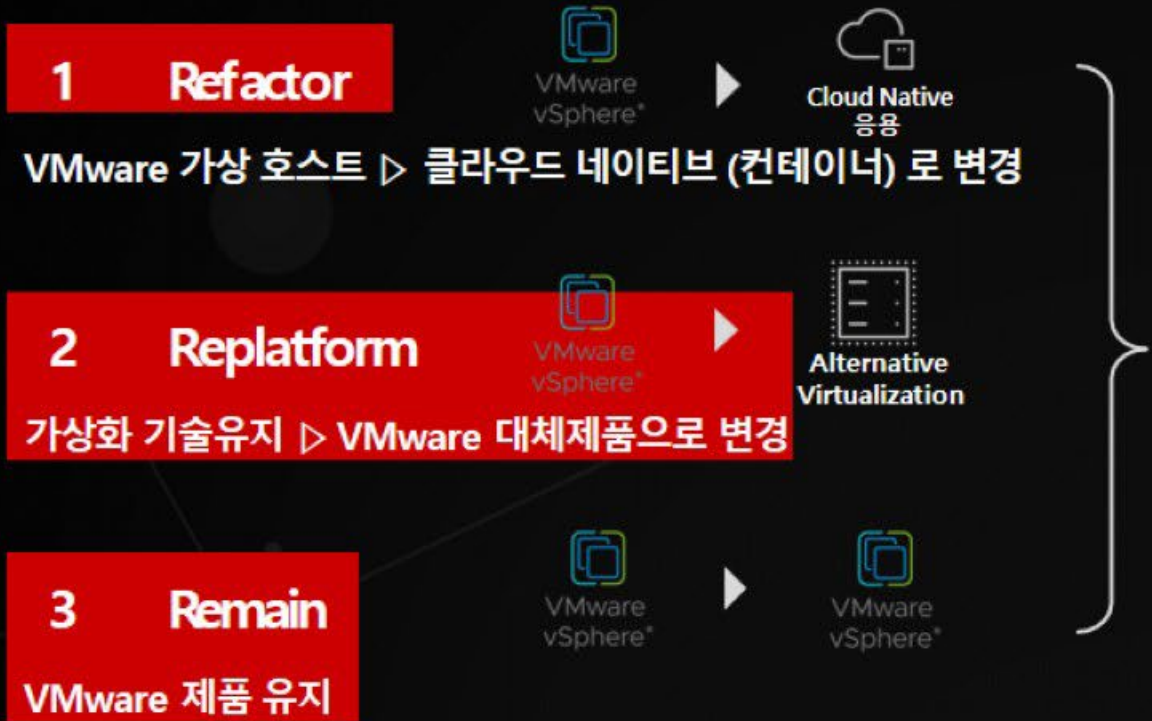 1 Refactor
VMware
vSphere®
Cloud Native
응용
VMware 가상 호스트 ▷ 클라우드 네이티브 (컨테이너) 로 변경
2 Replatform
VMware
vSphere®
Alternative
Virtualization
가상화 기술유지 ▷ VMware 대체제품으로 변경
3 Remain
VMware
vSphere®
VMware
vSphere®
VMware 제품 유지